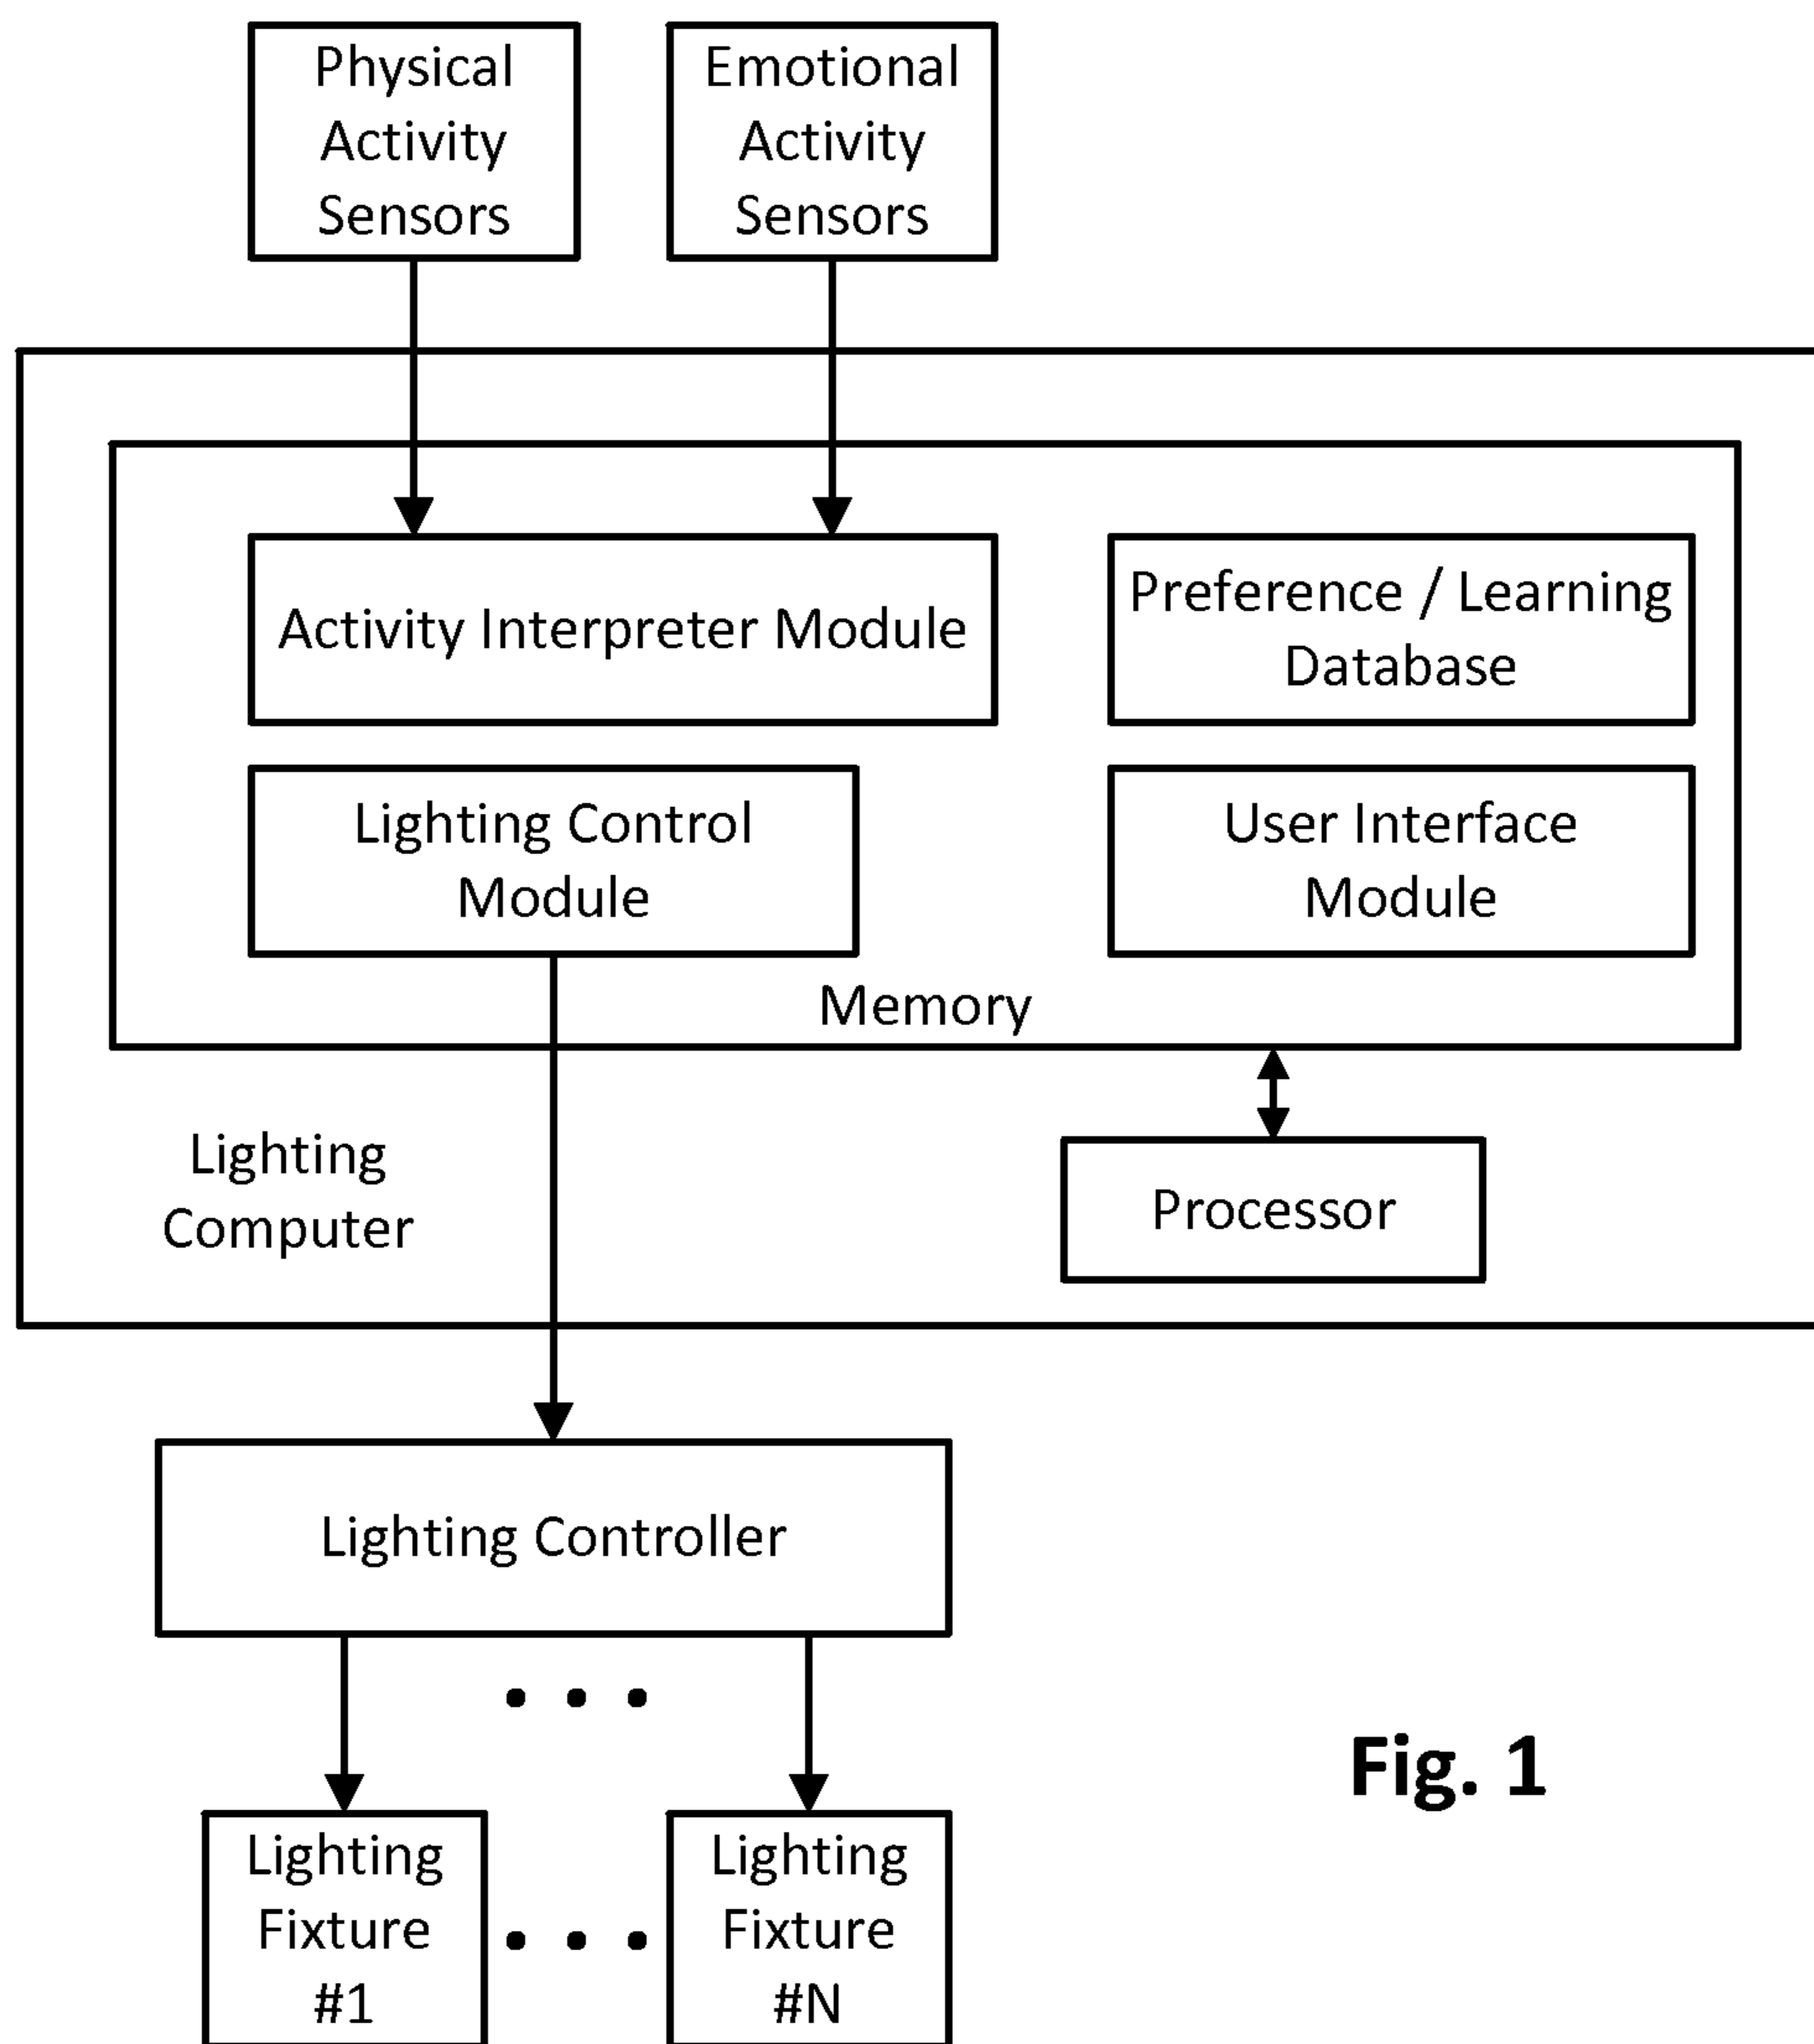 Physical
Activity
Sensors
Emotional
Activity
Sensors
Activity Interpreter Module
Preference / Learning
Database
Lighting Control
Module
User Interface
Module
Memory
Lighting
Computer
Processor
Lighting Controller
. . .
Fig. 1
Lighting
Fixture
#1
. . .
Lighting
Fixture
#N